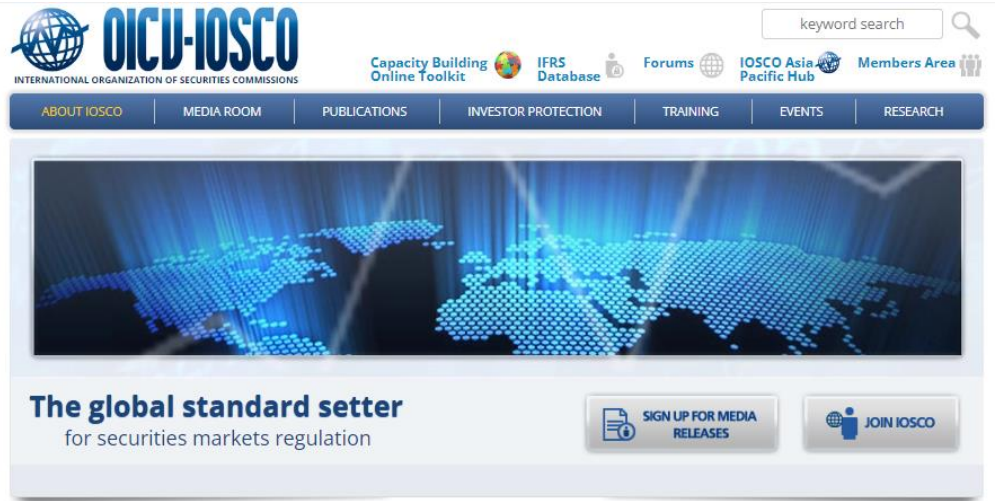 OICU-IOSCO
INTERNATIONAL ORGANIZATION OF SECURITIES COMMISSIONS
keyword search
Capacity Building
Online Toolkit
IFRS
Database
Forums
IOSCO Asia
Pacific Hub
Members Area
ABOUT IOSCO
MEDIA ROOM
PUBLICATIONS
INVESTOR PROTECTION
TRAINING
EVENTS
RESEARCH
The global standard setter
for securities markets regulation
SIGN UP FOR MEDIA
RELEASES
JOIN IOSCO